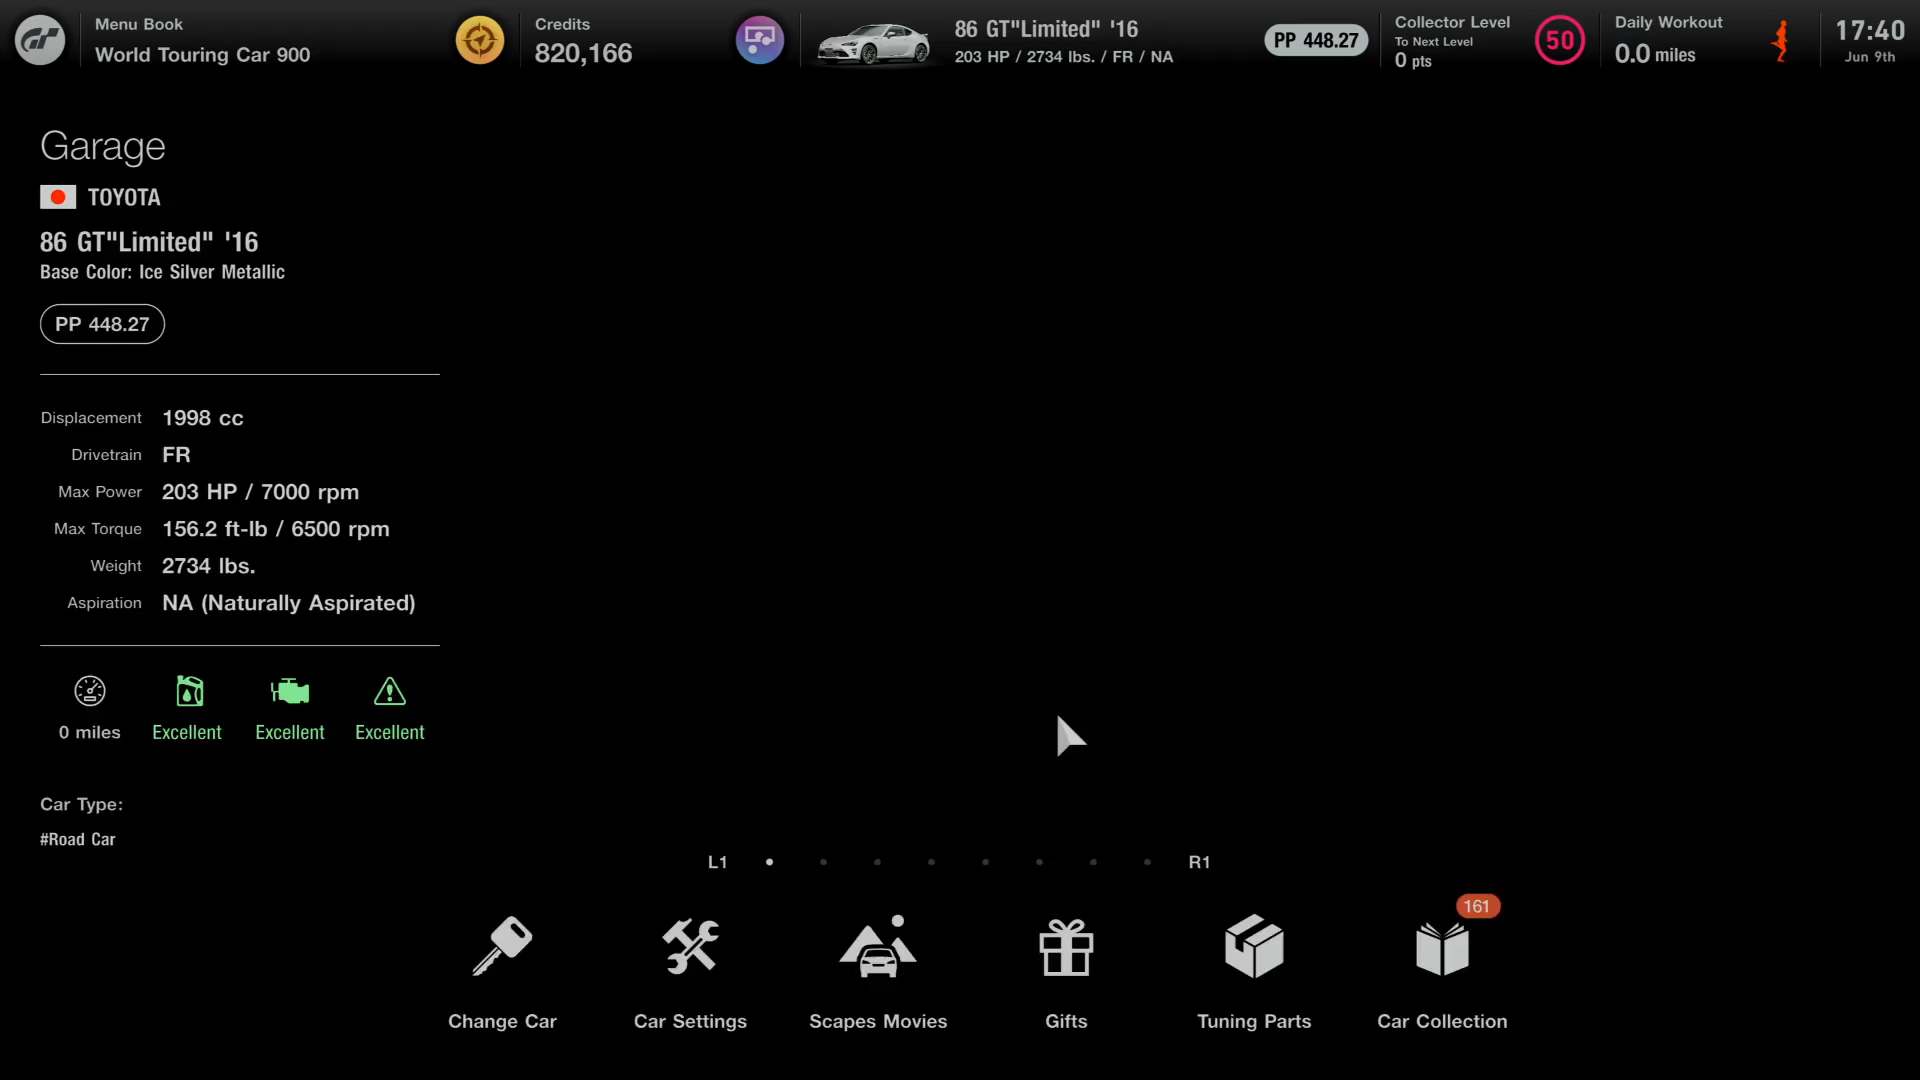 Menu Book
World Touring Car 900
Credits
820,166
86 GT"Limited" '16
203 HP / 2734 lbs. / FR / NA
PP 448.27
Collector Level
To Next Level
0 pts
50
Daily Workout
0.0 miles
17:40
Jun 9th
Garage
TOYOTA
86 GT"Limited" '16
Base Color: Ice Silver Metallic
PP 448.27
Displacement 1998 cc
Drivetrain FR
Max Power 203 HP / 7000 rpm
Max Torque 156.2 ft-lb / 6500 rpm
Weight 2734 lbs.
Aspiration NA (Naturally Aspirated)
0 miles Excellent Excellent Excellent
Car Type:
#Road Car
L1 R1
161
Change Car Car Settings Scapes Movies Gifts Tuning Parts Car Collection